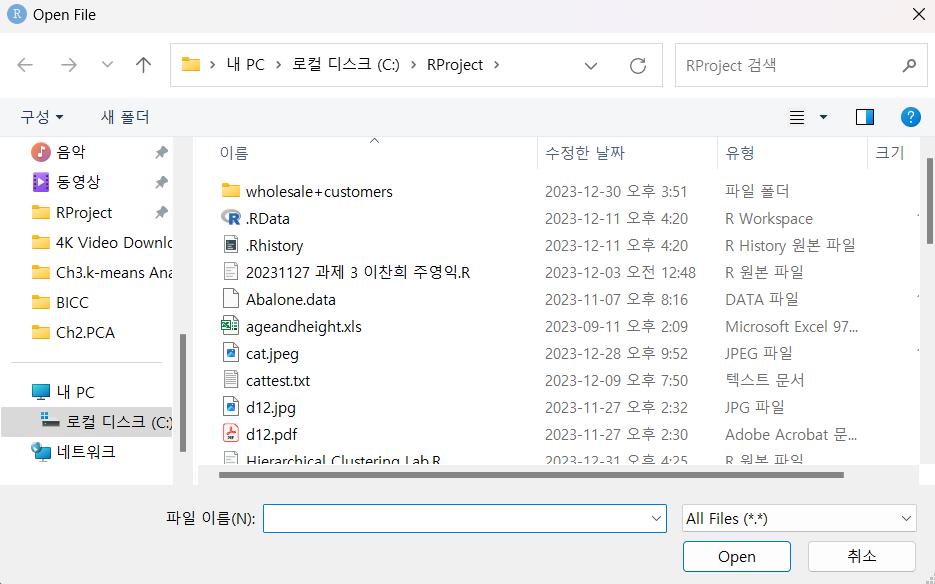 Open File
내 PC > 로컬 디스크 (C:) > RProject >
RProject 검색
구성
새 폴더
음악
동영상
RProject
4K Video Downlo
Ch3.k-means Ana
BICC
Ch2.PCA
내 PC
로컬 디스크 (C:)
네트워크
이름 수정한 날짜 유형 크기
wholesale+customers 2023-12-30 오후 3:51 파일 폴더
.RData 2023-12-11 오후 4:20 R Workspace
.Rhistory 2023-12-11 오후 4:20 R History 원본 파일
20231127 과제 3 이찬희 주영익.R 2023-12-03 오전 12:48 R 원본 파일
Abalone.data 2023-11-07 오후 8:16 DATA 파일
ageandheight.xls 2023-09-11 오후 2:09 Microsoft Excel 97...
cat.jpeg 2023-12-28 오후 9:52 JPEG 파일
cattest.txt 2023-12-09 오후 7:50 텍스트 문서
d12.jpg 2023-11-27 오후 2:32 JPG 파일
d12.pdf 2023-11-27 오후 2:30 Adobe Acrobat 문...
Hierarchical Clustering Lab.R 2023-12-31 오후 4:25 R 원본 파일
파일 이름(N):
All Files (*.*)
Open
취소